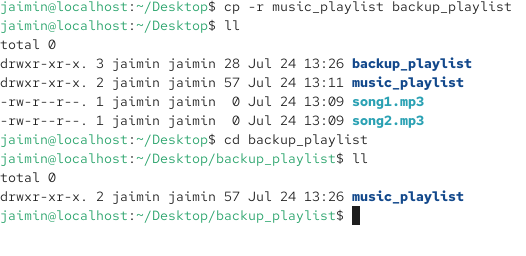 jaimin@localhost:~/Desktop$ cp -r music_playlist backup_playlist
jaimin@localhost:~/Desktop$ ll
total 0
drwxr-xr-x. 3 jaimin jaimin 28 Jul 24 13:26 backup_playlist
drwxr-xr-x. 2 jaimin jaimin 57 Jul 24 13:11 music_playlist
-rw-r--r--. 1 jaimin jaimin  0 Jul 24 13:09 song1.mp3
-rw-r--r--. 1 jaimin jaimin  0 Jul 24 13:09 song2.mp3
jaimin@localhost:~/Desktop$ cd backup_playlist
jaimin@localhost:~/Desktop/backup_playlist$ ll
total 0
drwxr-xr-x. 2 jaimin jaimin 57 Jul 24 13:26 music_playlist
jaimin@localhost:~/Desktop/backup_playlist$